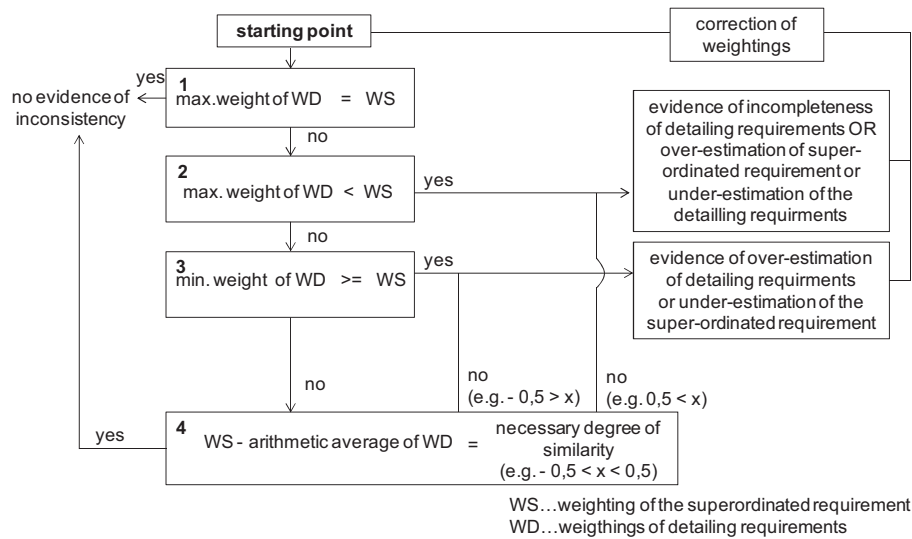 starting point
correction of
weightings
yes
1
max.weight of WD = WS
no evidence of
inconsistency
no
evidence of incompleteness
of detailing requirements OR
over-estimation of super-
ordinated requirement or
under-estimation of the
detailling requirments
2
max. weight of WD < WS
yes
no
3
min. weight of WD >= WS
yes
evidence of over-estimation
of detailing requirments
or under-estimation of the
super-ordinated requirement
no
no
(e.g. - 0,5 > x)
no
(e.g. 0,5 < x)
yes
4
WS - arithmetic average of WD = necessary degree of
similarity
(e.g. - 0,5 < x < 0,5)
WS...weighting of the superordinated requirement
WD...weigthings of detailing requirements